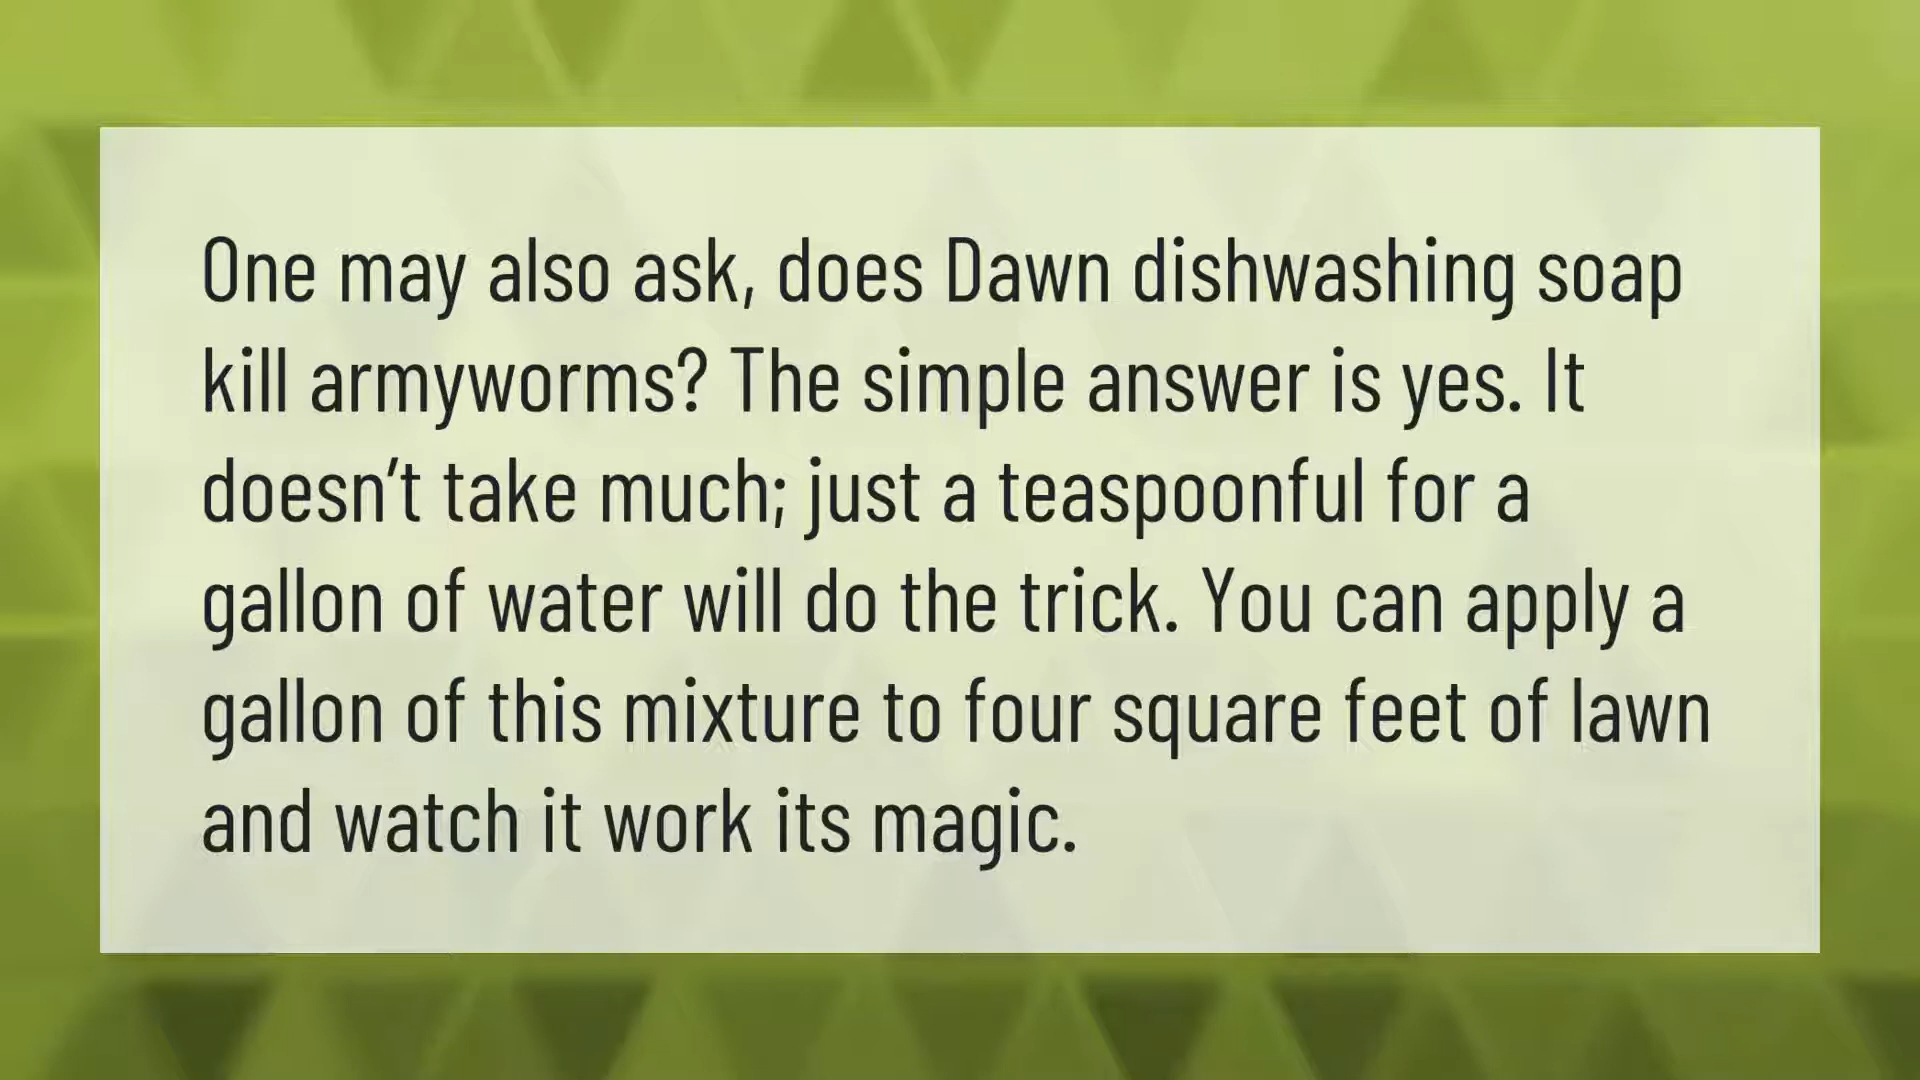 One may also ask, does Dawn dishwashing soap
kill armyworms? The simple answer is yes. It
doesn’t take much; just a teaspoonful for a
gallon of water will do the trick. You can apply a
gallon of this mixture to four square feet of lawn
and watch it work its magic.